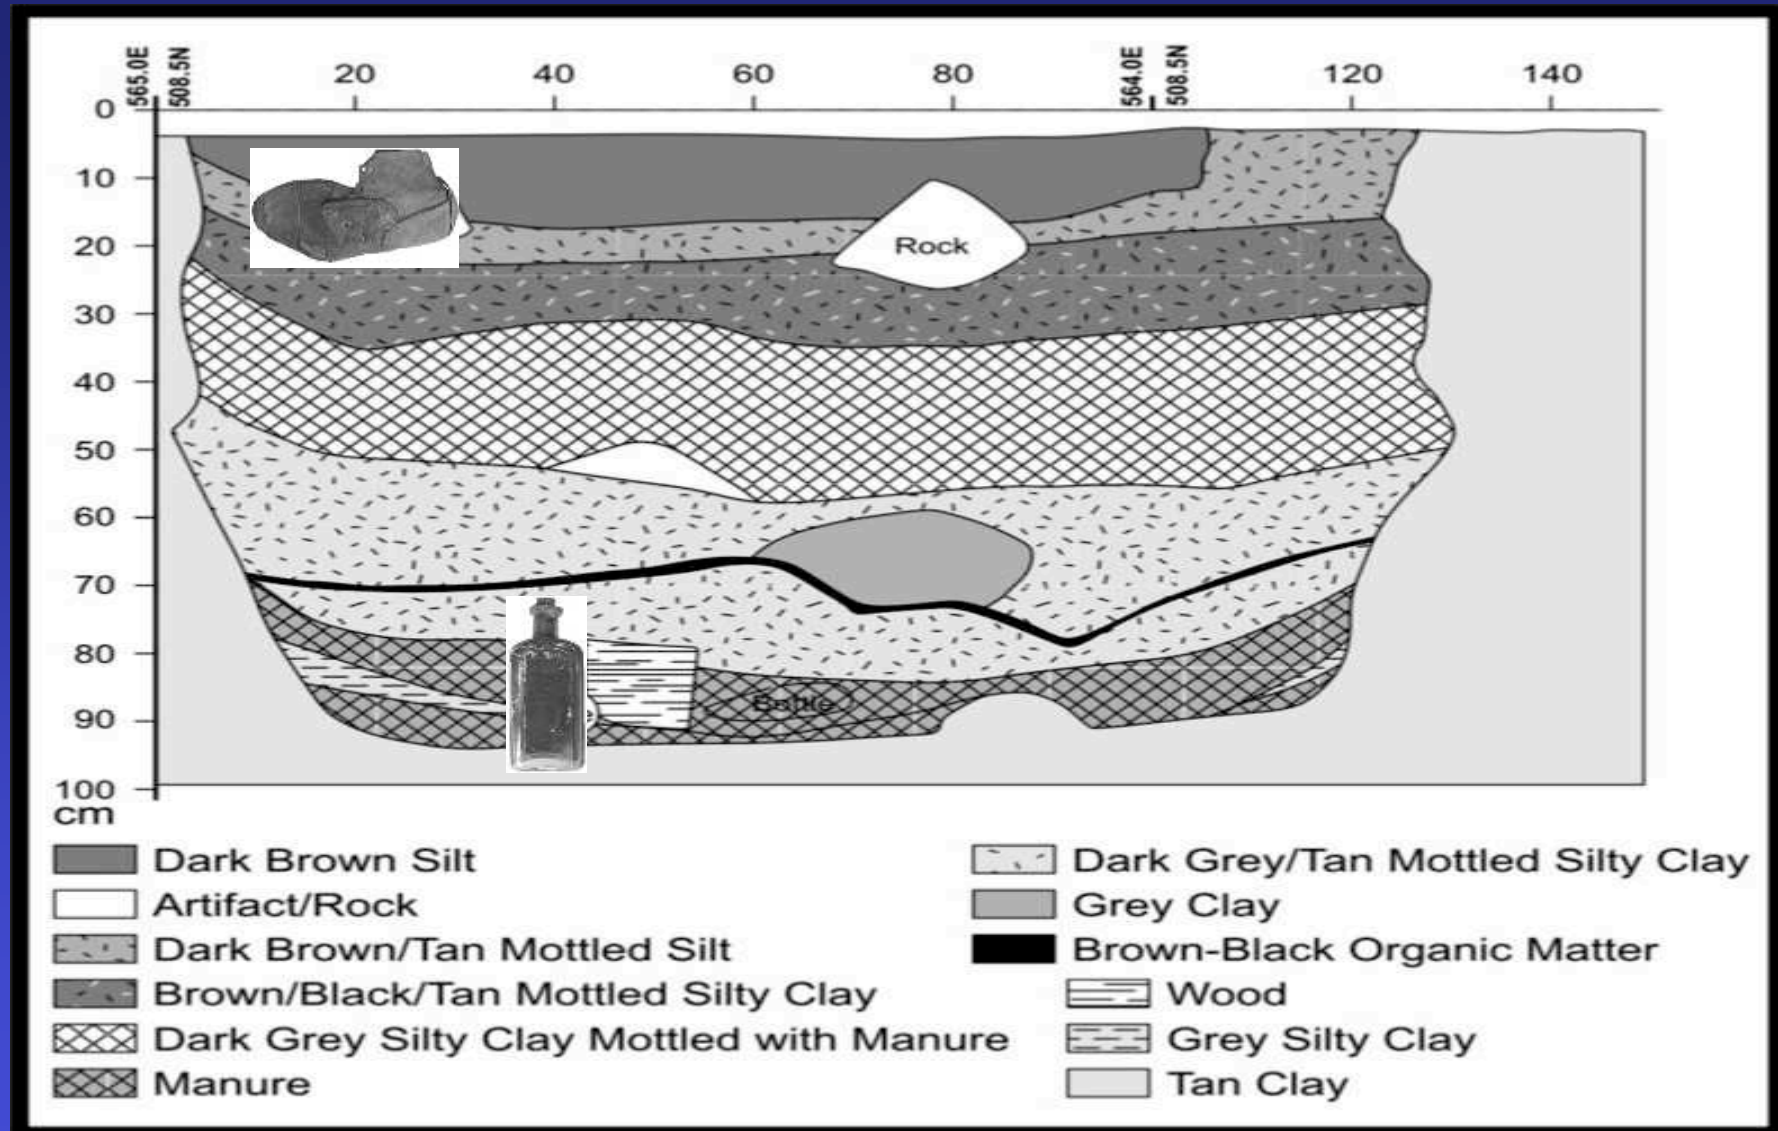 565.0E
508.5N
20
40
60
80
564.0E
508.5N
120
140
0
10
20
30
40
50
60
70
80
90
100
cm
Rock
Bottle
Dark Brown Silt
Artifact/Rock
Dark Brown/Tan Mottled Silt
Brown/Black/Tan Mottled Silty Clay
Dark Grey Silty Clay Mottled with Manure
Manure
Dark Grey/Tan Mottled Silty Clay
Grey Clay
Brown-Black Organic Matter
Wood
Grey Silty Clay
Tan Clay